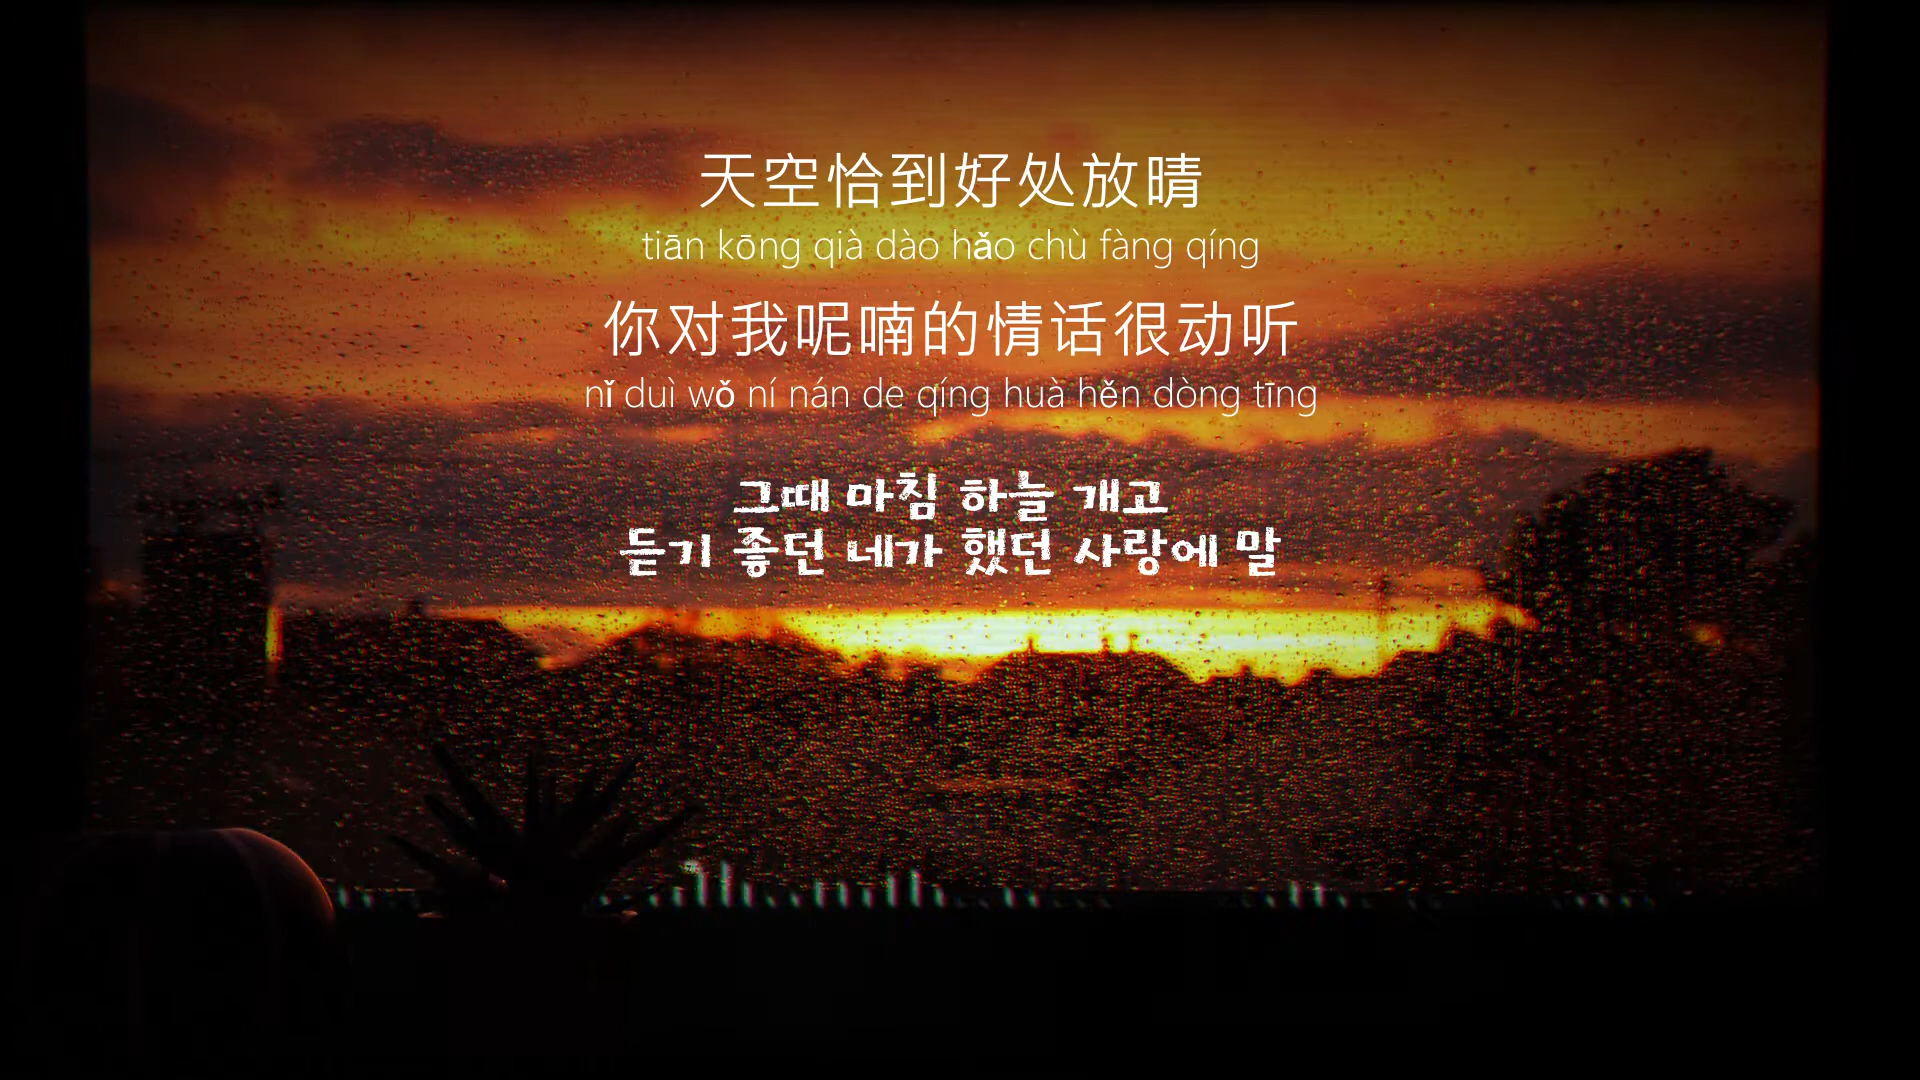 天空恰到好处放晴
tiān kōng qià dào hǎo chù fàng qíng
你对我呢喃的情话很动听
nǐ duì wǒ ní nán de qíng huà hěn dòng tīng
그때 마침 하늘 개고
듣기 좋던 네가 했던 사랑에 말